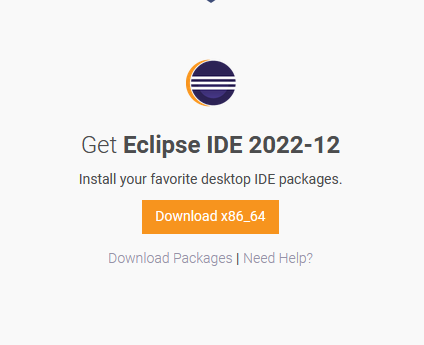 Get Eclipse IDE 2022-12
Install your favorite desktop IDE packages.
Download x86_64
Download Packages | Need Help?